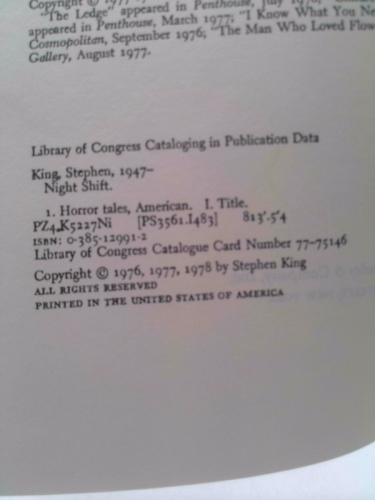 Copyright © 1977
"The Ledge" appeared in Penthouse, July 1976;
appeared in Penthouse, March 1977; "I Know What You Ne
Cosmopolitan, September 1976; "The Man Who Loved Flow
Gallery, August 1977.
Library of Congress Cataloging in Publication Data
King, Stephen, 1947–
Night Shift.
1. Horror tales, American. I. Title.
PZ4.K5227Ni [PS3561.I483] 813'.5'4
ISBN: 0-385-12991-2
Library of Congress Catalogue Card Number 77-75146
Copyright © 1976, 1977, 1978 by Stephen King
ALL RIGHTS RESERVED
PRINTED IN THE UNITED STATES OF AMERICA